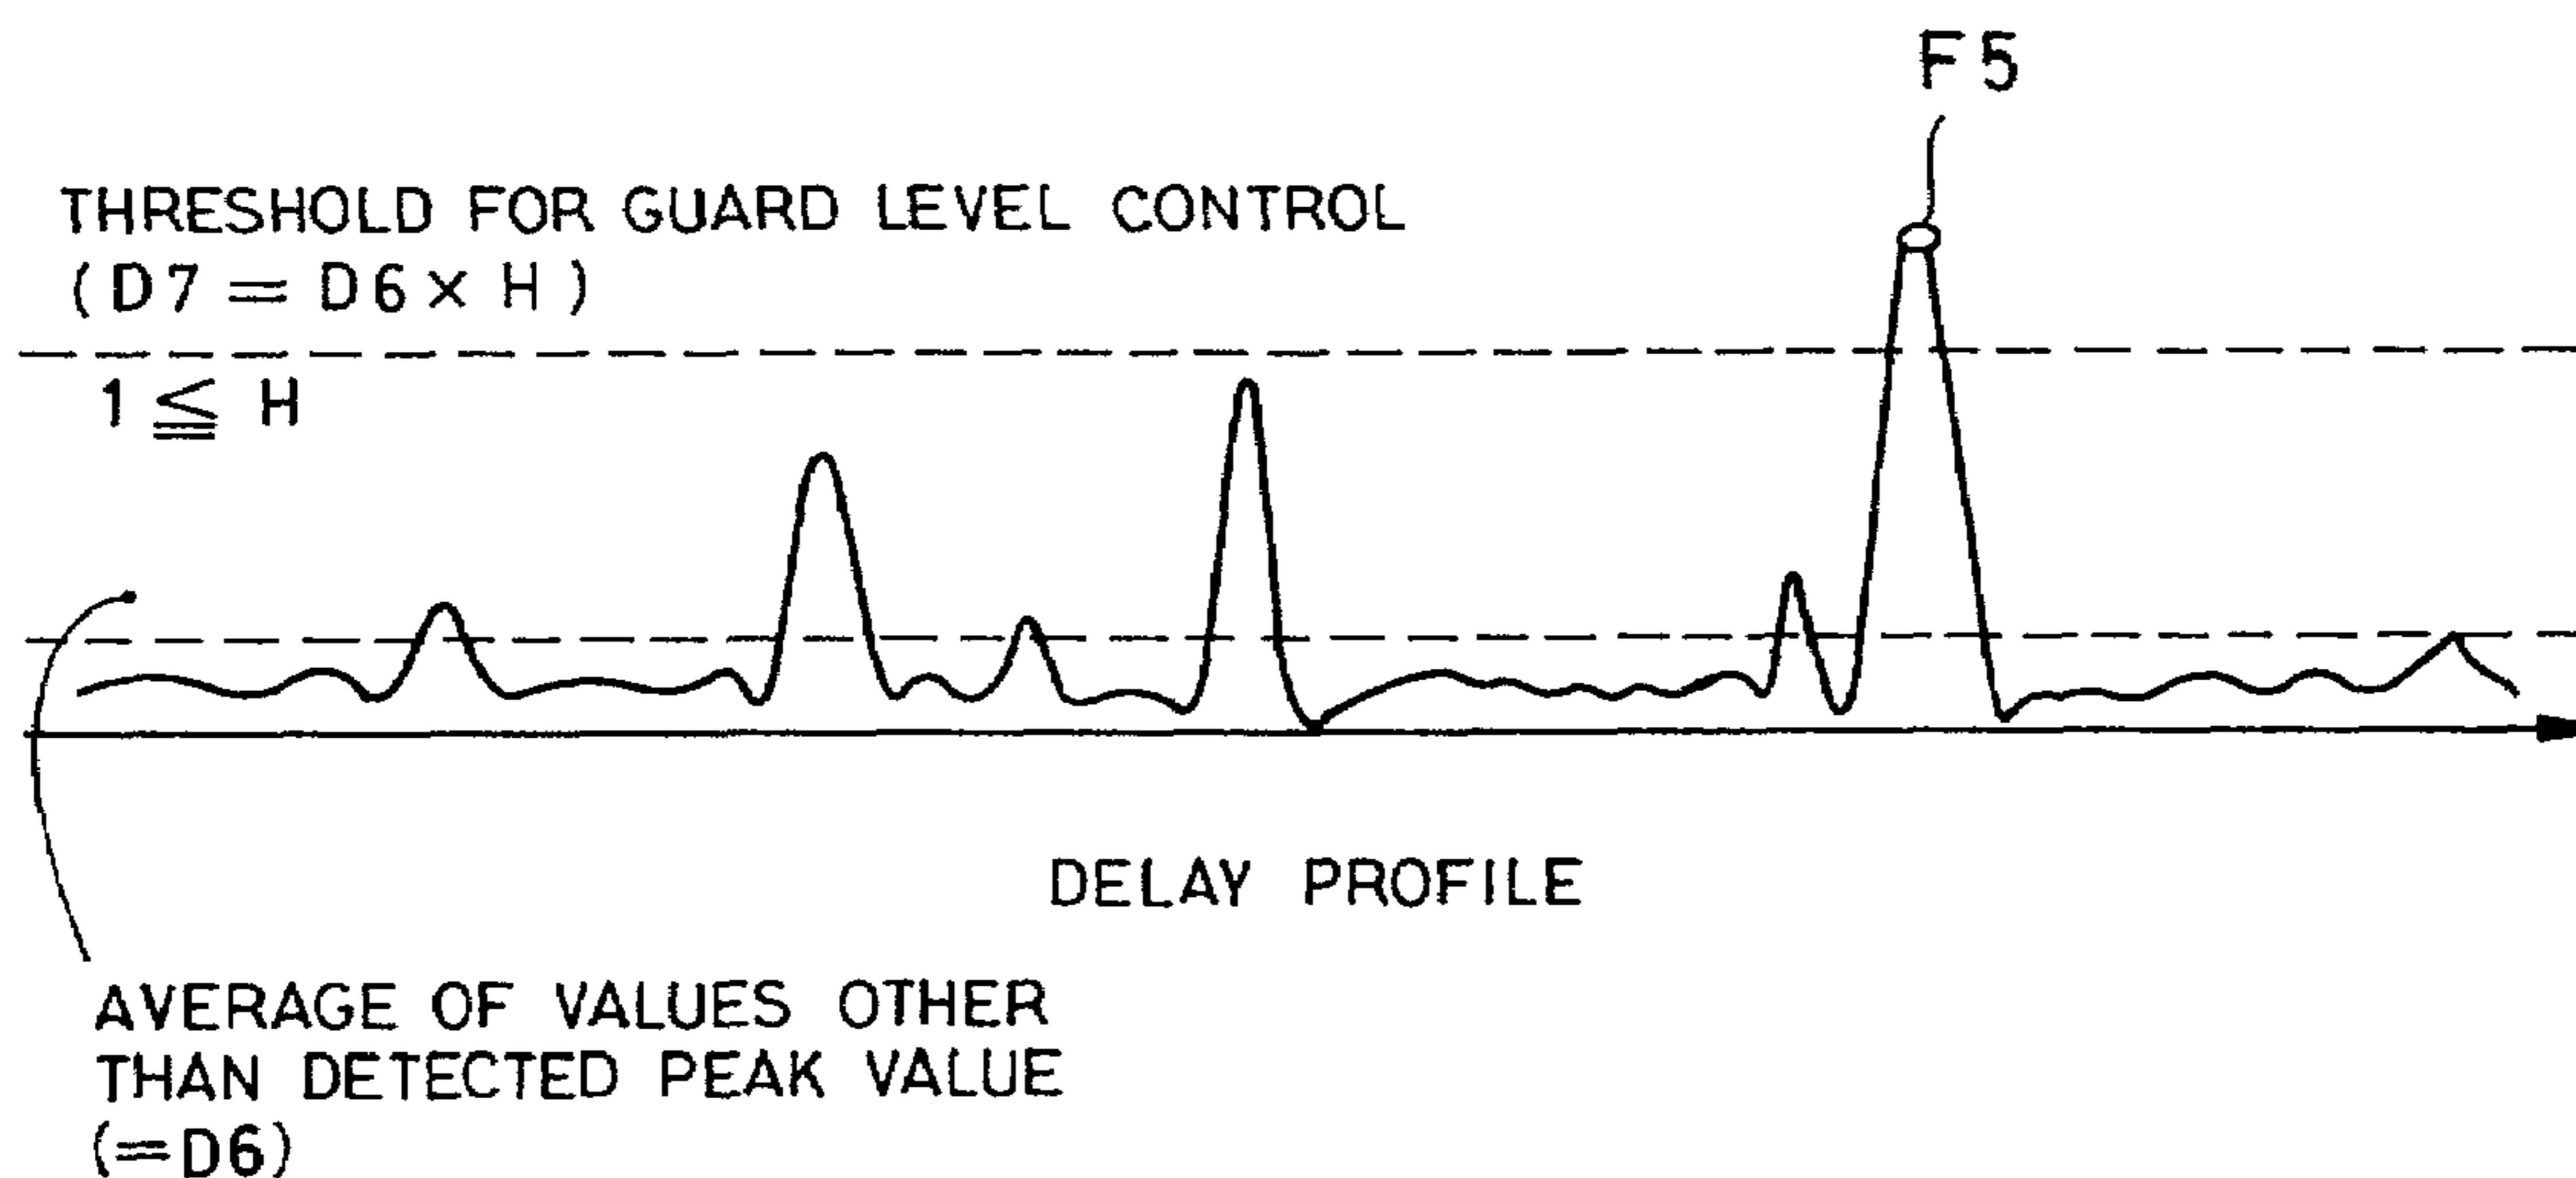 F5
THRESHOLD FOR GUARD LEVEL CONTROL
(D7 = D6 × H)
1 ≦ H
DELAY PROFILE
AVERAGE OF VALUES OTHER
THAN DETECTED PEAK VALUE
(=D6)